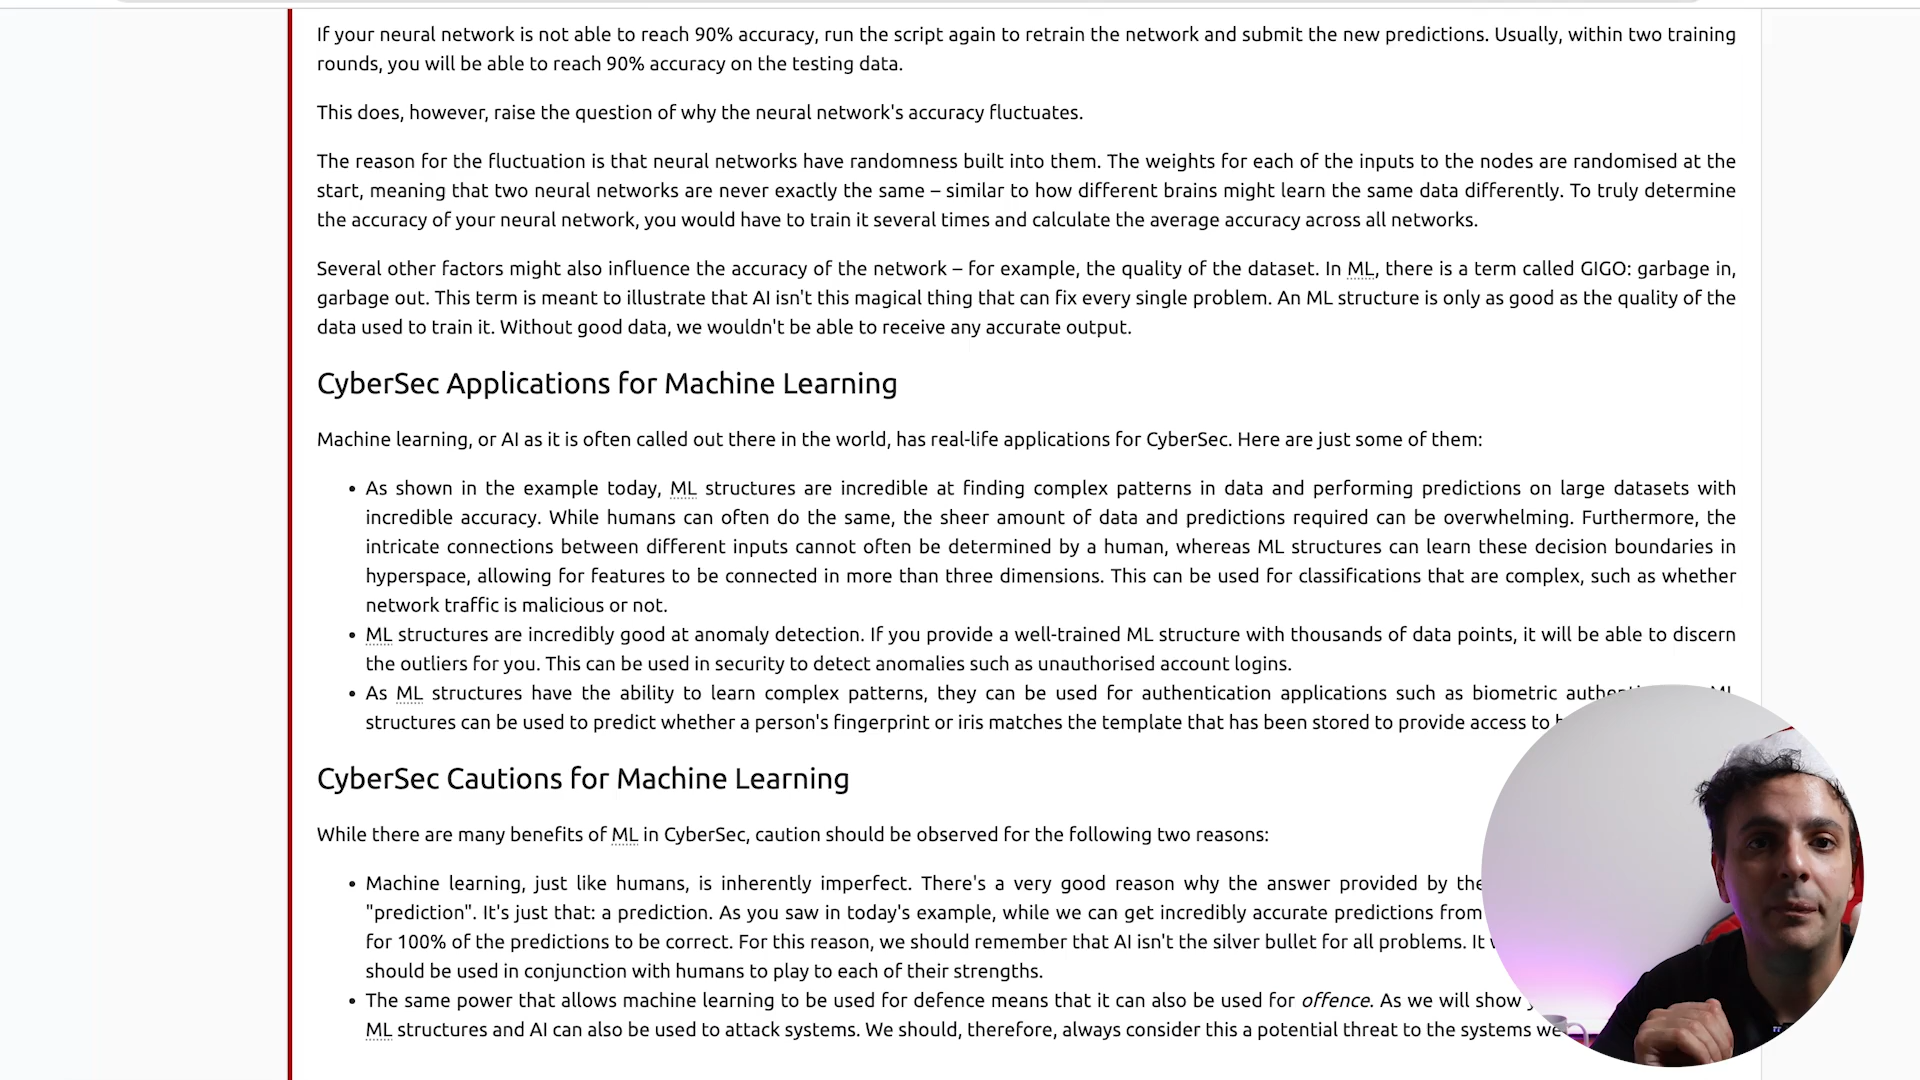 If your neural network is not able to reach 90% accuracy, run the script again to retrain the network and submit the new predictions. Usually, within two training
rounds, you will be able to reach 90% accuracy on the testing data.
This does, however, raise the question of why the neural network's accuracy fluctuates.
The reason for the fluctuation is that neural networks have randomness built into them. The weights for each of the inputs to the nodes are randomised at the
start, meaning that two neural networks are never exactly the same – similar to how different brains might learn the same data differently. To truly determine
the accuracy of your neural network, you would have to train it several times and calculate the average accuracy across all networks.
Several other factors might also influence the accuracy of the network – for example, the quality of the dataset. In ML, there is a term called GIGO: garbage in,
garbage out. This term is meant to illustrate that AI isn't this magical thing that can fix every single problem. An ML structure is only as good as the quality of the
data used to train it. Without good data, we wouldn't be able to receive any accurate output.
CyberSec Applications for Machine Learning
Machine learning, or AI as it is often called out there in the world, has real-life applications for CyberSec. Here are just some of them:
• As shown in the example today, ML structures are incredible at finding complex patterns in data and performing predictions on large datasets with
incredible accuracy. While humans can often do the same, the sheer amount of data and predictions required can be overwhelming. Furthermore, the
intricate connections between different inputs cannot often be determined by a human, whereas ML structures can learn these decision boundaries in
hyperspace, allowing for features to be connected in more than three dimensions. This can be used for classifications that are complex, such as whether
network traffic is malicious or not.
• ML structures are incredibly good at anomaly detection. If you provide a well-trained ML structure with thousands of data points, it will be able to discern
the outliers for you. This can be used in security to detect anomalies such as unauthorised account logins.
• As ML structures have the ability to learn complex patterns, they can be used for authentication applications such as biometric ML
structures can be used to predict whether a person's fingerprint or iris matches the template that has been stored to provide access to
CyberSec Cautions for Machine Learning
While there are many benefits of ML in CyberSec, caution should be observed for the following two reasons:
• Machine learning, just like humans, is inherently imperfect. There's a very good reason why the answer provided by the
"prediction". It's just that: a prediction. As you saw in today's example, while we can get incredibly accurate predictions from
for 100% of the predictions to be correct. For this reason, we should remember that AI isn't the silver bullet for all problems. It
should be used in conjunction with humans to play to each of their strengths.
• The same power that allows machine learning to be used for defence means that it can also be used for offence. As we will show
ML structures and AI can also be used to attack systems. We should, therefore, always consider this a potential threat to the systems we